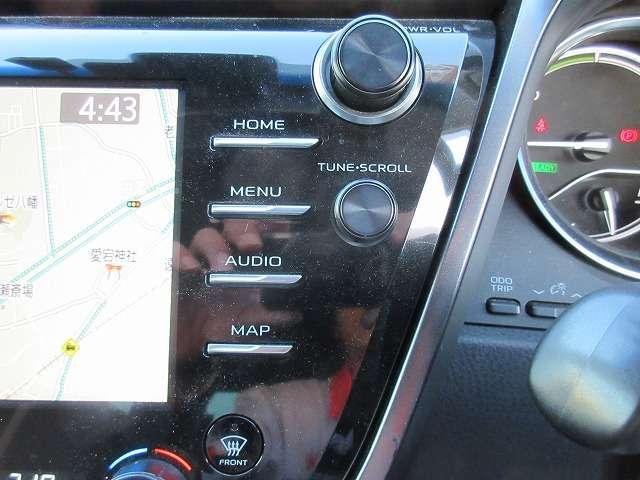 PWR•VOL
4:43
HOME
TUNE•SCROLL
MENU
AUDIO
MAP
愛宕神社
READY
P
ODO
TRIP
FRONT